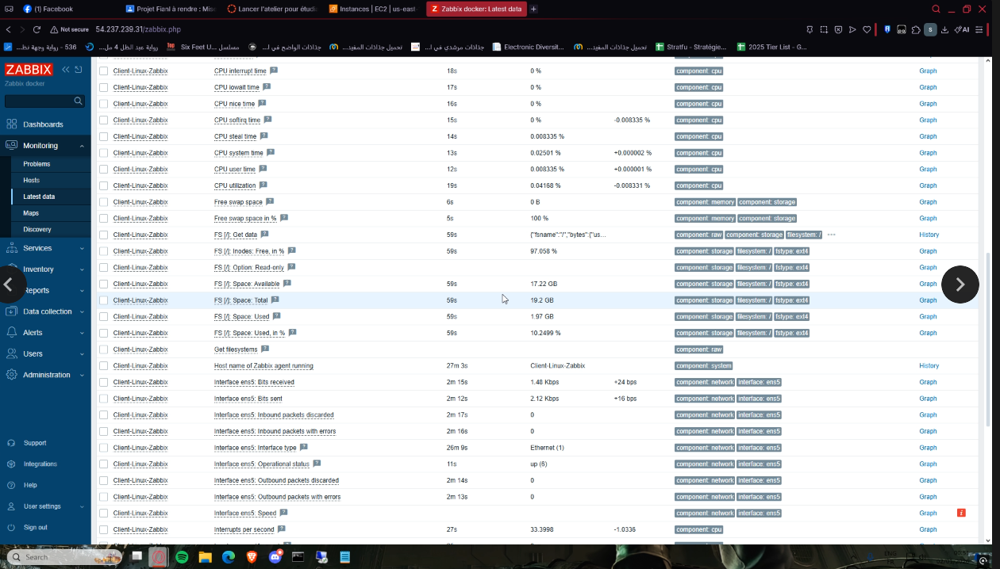 (1) Facebook
Projet Fianl à rendre : Mise
Lancer l'atelier pour étudi
Instances | EC2 | us-east-
Zabbix docker: Latest data
Not secure 54.237.239.31/zabbix.php
AI
536 - رواية وجهة نظ...
رواية عبد الظل 4 مل...
Six Feet U... مسلسل
جذاذات الواضح في ا...
تحميل جذاذات المفيد...
جذاذات مرشدي في ا...
Electronic Diversit...
تحميل جذاذات المفيد...
Stratfu - Stratégie...
2025 Tier List - G...
ZABBIX
Zabbix docker
Dashboards
Monitoring
Problems
Hosts
Latest data
Maps
Discovery
Services
Inventory
Reports
Data collection
Alerts
Users
Administration
Support
Integrations
Help
User settings
Sign out
Client-Linux-Zabbix CPU interrupt time ? 18s 0 % component: cpu Graph
Client-Linux-Zabbix CPU iowait time ? 17s 0 % component: cpu Graph
Client-Linux-Zabbix CPU nice time ? 16s 0 % component: cpu Graph
Client-Linux-Zabbix CPU softirq time ? 15s 0 % -0.008335 % component: cpu Graph
Client-Linux-Zabbix CPU steal time ? 14s 0.008335 % component: cpu Graph
Client-Linux-Zabbix CPU system time ? 13s 0.02501 % +0.000002 % component: cpu Graph
Client-Linux-Zabbix CPU user time ? 12s 0.008335 % +0.000001 % component: cpu Graph
Client-Linux-Zabbix CPU utilization ? 19s 0.04168 % -0.008331 % component: cpu Graph
Client-Linux-Zabbix Free swap space ? 6s 0 B component: memory component: storage Graph
Client-Linux-Zabbix Free swap space in % ? 5s 100 % component: memory component: storage Graph
Client-Linux-Zabbix FS [/]: Get data ? 59s {"fsname":"/","bytes":{"us... component: raw component: storage filesystem: / ... History
Client-Linux-Zabbix FS [/]: Inodes: Free, in % ? 59s 97.058 % component: storage filesystem: / fstype: ext4 Graph
Client-Linux-Zabbix FS [/]: Option: Read-only ? component: storage filesystem: / fstype: ext4 Graph
Client-Linux-Zabbix FS [/]: Space: Available ? 59s 17.22 GB component: storage filesystem: / fstype: ext4 Graph
Client-Linux-Zabbix FS [/]: Space: Total ? 59s 19.2 GB component: storage filesystem: / fstype: ext4 Graph
Client-Linux-Zabbix FS [/]: Space: Used ? 59s 1.97 GB component: storage filesystem: / fstype: ext4 Graph
Client-Linux-Zabbix FS [/]: Space: Used, in % ? 59s 10.2499 % component: storage filesystem: / fstype: ext4 Graph
Client-Linux-Zabbix Get filesystems ? component: raw
Client-Linux-Zabbix Host name of Zabbix agent running 27m 3s Client-Linux-Zabbix component: system History
Client-Linux-Zabbix Interface ens5: Bits received 2m 15s 1.48 Kbps +24 bps component: network interface: ens5 Graph
Client-Linux-Zabbix Interface ens5: Bits sent 2m 12s 2.12 Kbps +16 bps component: network interface: ens5 Graph
Client-Linux-Zabbix Interface ens5: Inbound packets discarded 2m 17s 0 component: network interface: ens5 Graph
Client-Linux-Zabbix Interface ens5: Inbound packets with errors 2m 16s 0 component: network interface: ens5 Graph
Client-Linux-Zabbix Interface ens5: Interface type ? 26m 9s Ethernet (1) component: network interface: ens5 Graph
Client-Linux-Zabbix Interface ens5: Operational status ? 11s up (6) component: network interface: ens5 Graph
Client-Linux-Zabbix Interface ens5: Outbound packets discarded 2m 14s 0 component: network interface: ens5 Graph
Client-Linux-Zabbix Interface ens5: Outbound packets with errors 2m 13s 0 component: network interface: ens5 Graph
Client-Linux-Zabbix Interface ens5: Speed ? component: network interface: ens5 Graph i
Client-Linux-Zabbix Interrupts per second ? 27s 33.3998 -1.0336 component: cpu Graph
Search